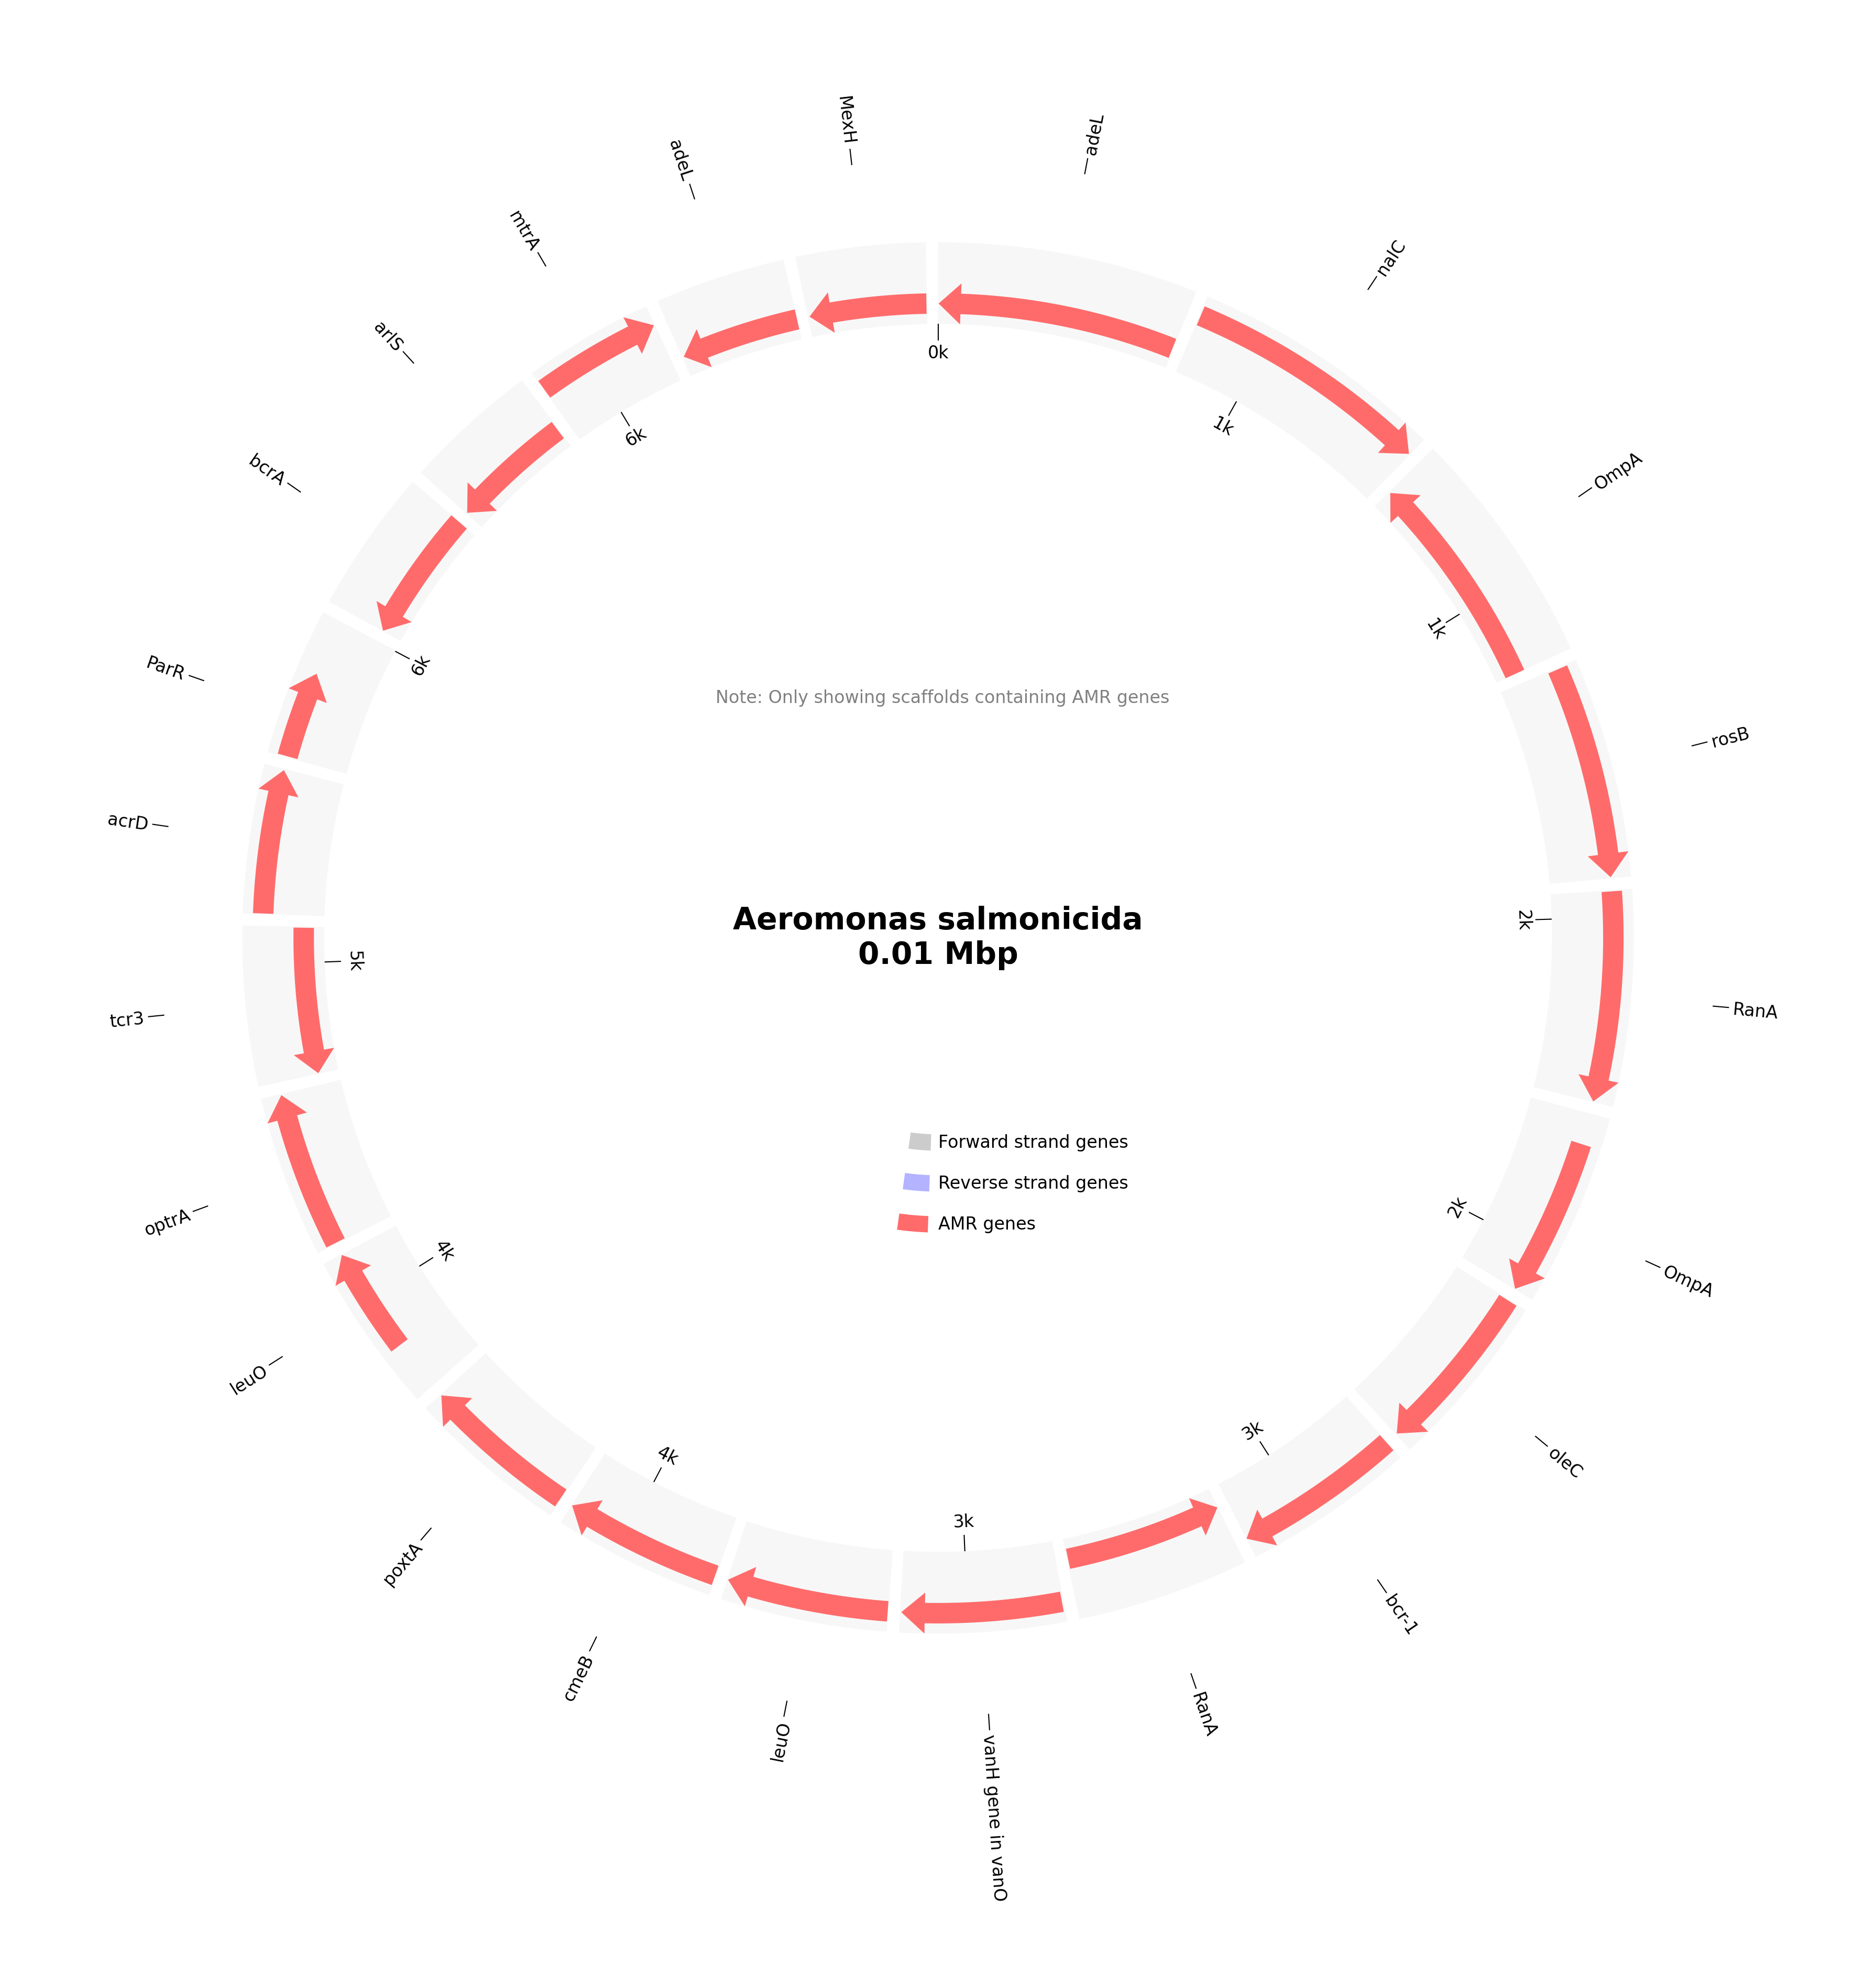 MexH
adeL
adeL
nalC
mtrA
arlS
OmpA
bcrA
0k
1k
6k
1k
ParR
6k
Note: Only showing scaffolds containing AMR genes
rosB
acrD
Aeromonas salmonicida
0.01 Mbp
2k
5k
RanA
tcr3
Forward strand genes
Reverse strand genes
AMR genes
optrA
2k
4k
OmpA
leuO
3k
4k
3k
oleC
poxtA
bcr-1
cmeB
RanA
leuO
vanH gene in vanO